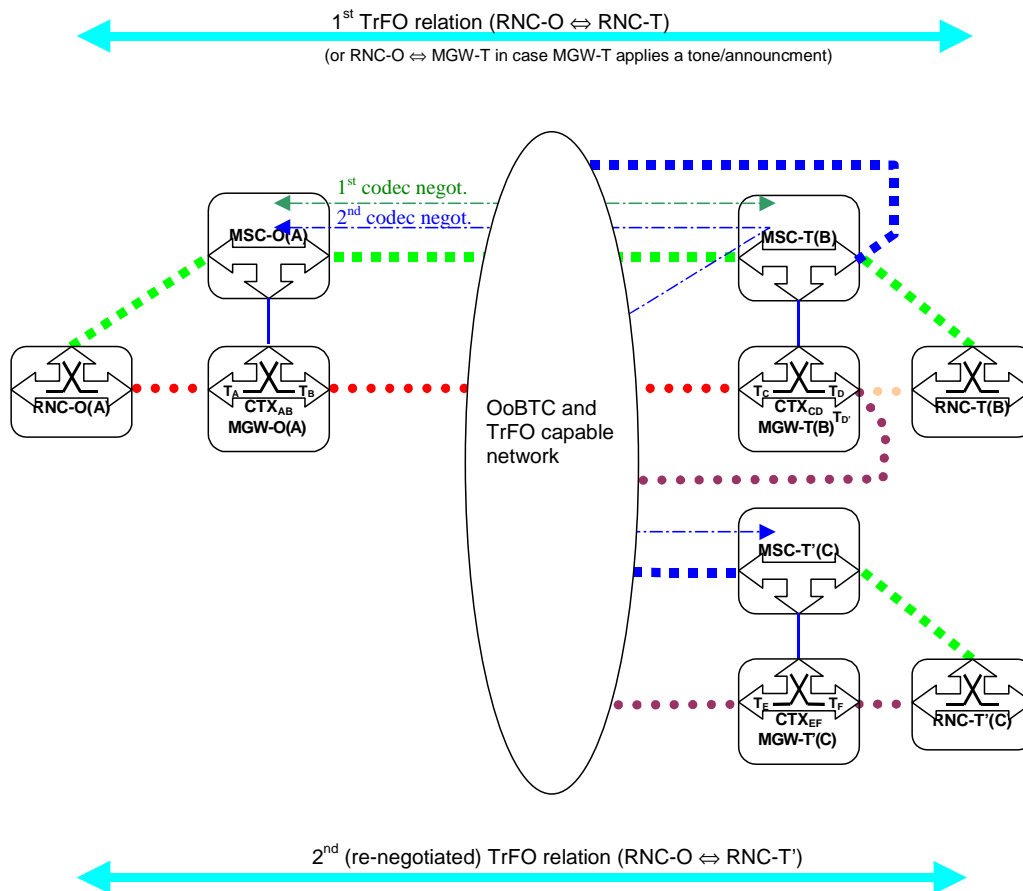 1st TrFO relation (RNC-O ⇔ RNC-T)
(or RNC-O ⇔ MGW-T in case MGW-T applies a tone/announcment)
1st codec negot.
2nd codec negot.
MSC-O(A)
MSC-T(B)
RNC-O(A)
TA
TB
CTXAB
MGW-O(A)
OoBTC and
TrFO capable
network
TC
TD
CTXCD
TD'
MGW-T(B)
RNC-T(B)
MSC-T'(C)
TE
TF
CTXEF
MGW-T'(C)
RNC-T'(C)
2nd (re-negotiated) TrFO relation (RNC-O ⇔ RNC-T')